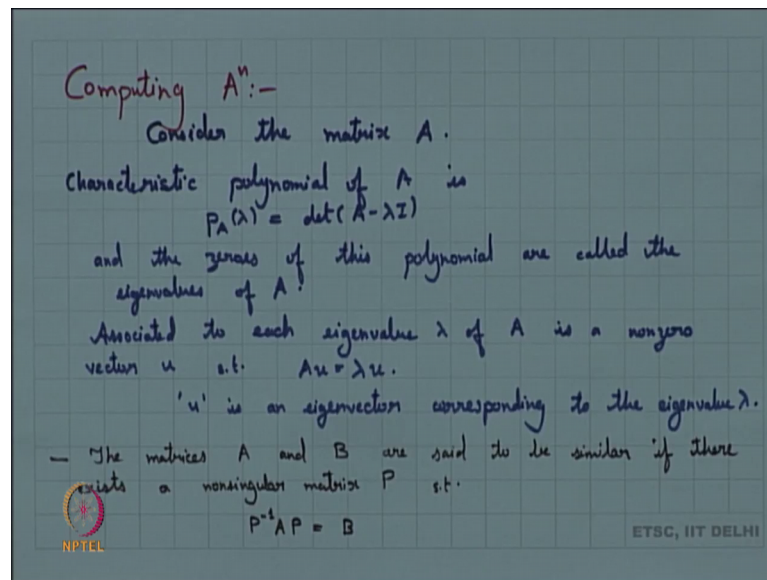 Computing Aⁿ:-
Consider the matrix A.
Characteristic polynomial of A is
P_A(λ) = det(A-λI)
and the zeroes of this polynomial are called the
eigenvalues of A.
Associated to each eigenvalue λ of A is a nonzero
vector u s.t. Au = λu.
'u' is an eigenvector corresponding to the eigenvalue λ.
— The matrices A and B are said to be similar if there
exists a nonsingular matrix P s.t.
P⁻¹AP = B
NPTEL
ETSC, IIT DELHI